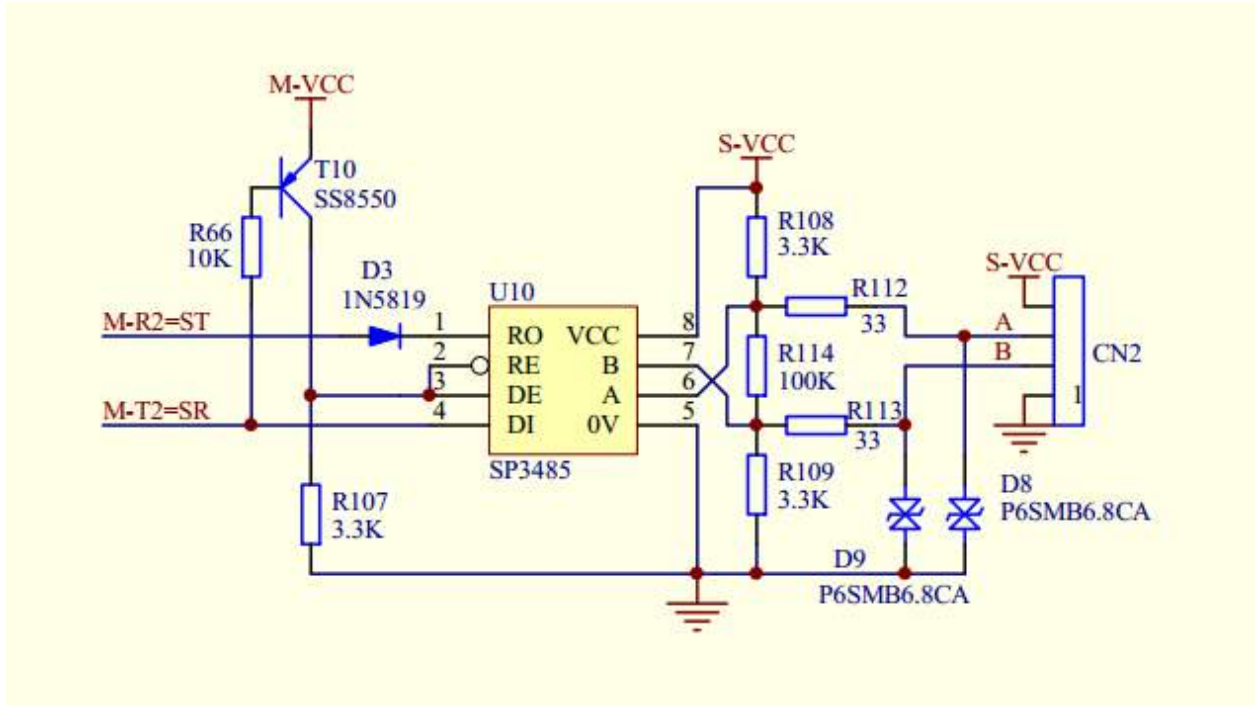 M-VCC
T10
SS8550
S-VCC
R66
10K
R108
3.3K
D3
1N5819
U10
S-VCC
R112
33
M-R2=ST
1
RO
VCC
8
A
2
RE
B
7
R114
100K
B
CN2
3
DE
A
6
1
M-T2=SR
4
DI
0V
5
R113
33
SP3485
R107
3.3K
R109
3.3K
D8
P6SMB6.8CA
D9
P6SMB6.8CA